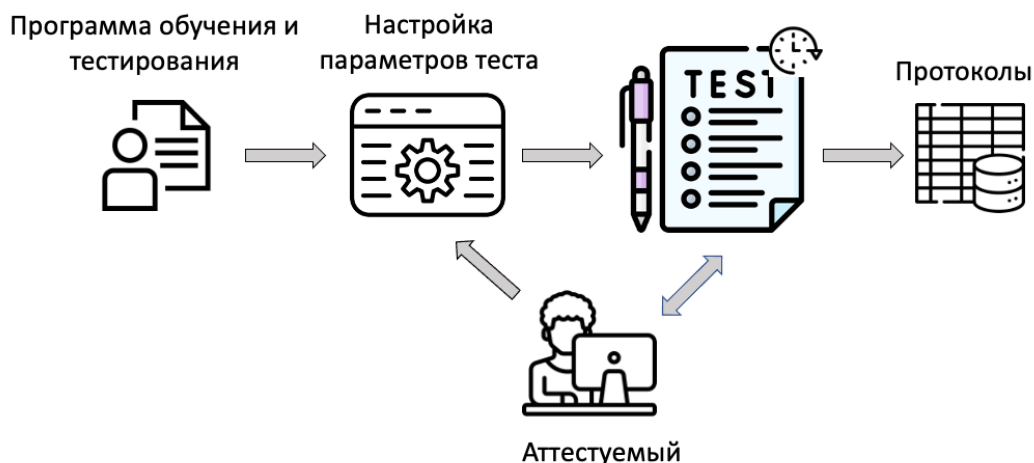 Программа обучения и
тестирования
Настройка
параметров теста
TEST
Протоколы
Аттестуемый